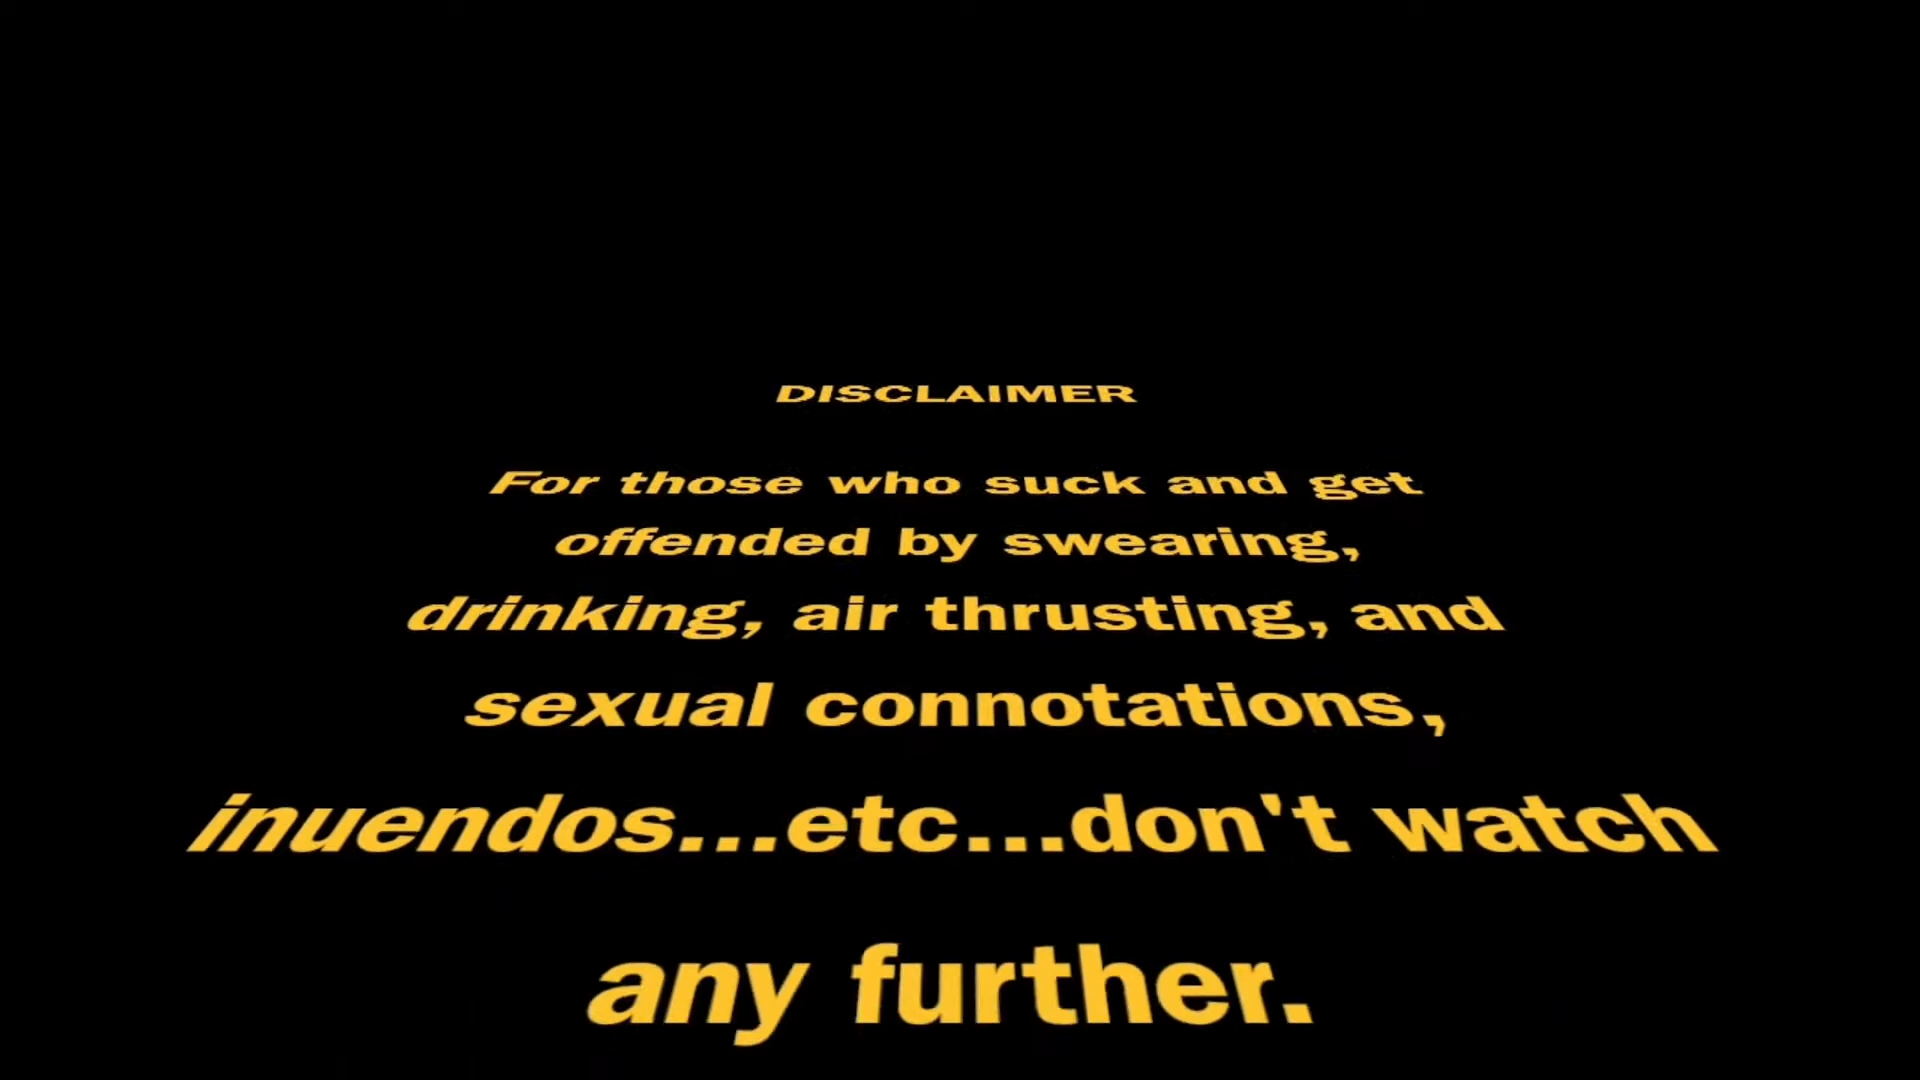 DISCLAIMER
For those who suck and get
offended by swearing,
drinking, air thrusting, and
sexual connotations,
inuendos...etc...don't watch
any further.